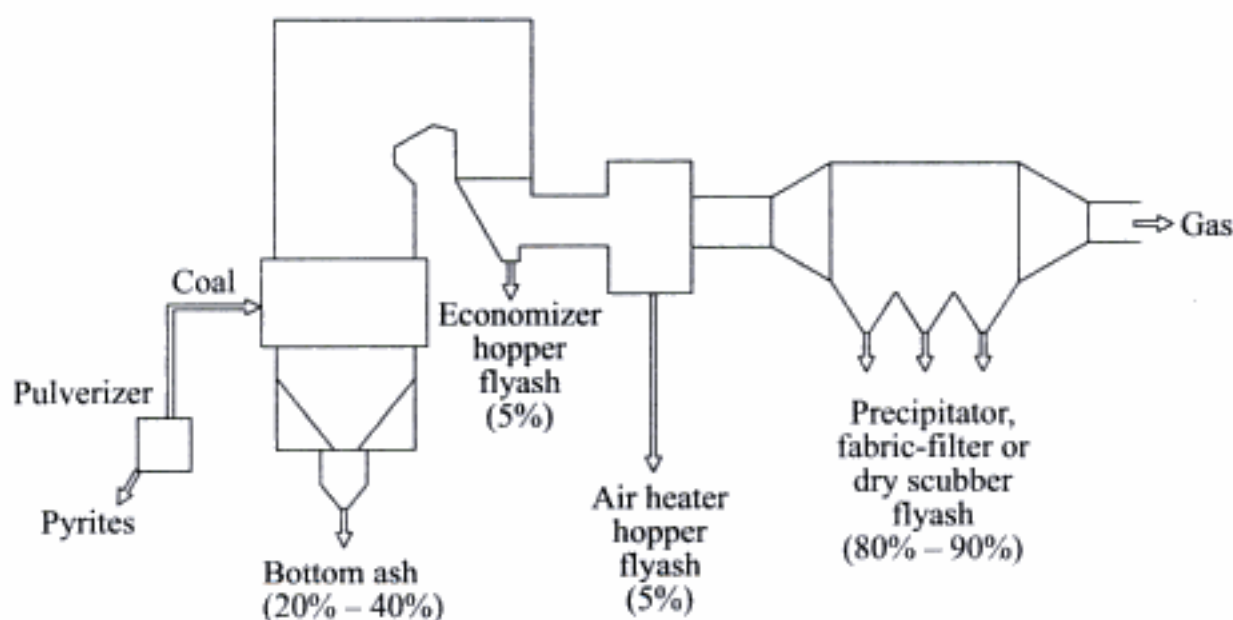 Gas
Coal
Economizer
hopper
flyash
(5%)
Pulverizer
Precipitator,
fabric-filter or
dry scubber
flyash
(80% – 90%)
Air heater
hopper
flyash
(5%)
Pyrites
Bottom ash
(20% – 40%)